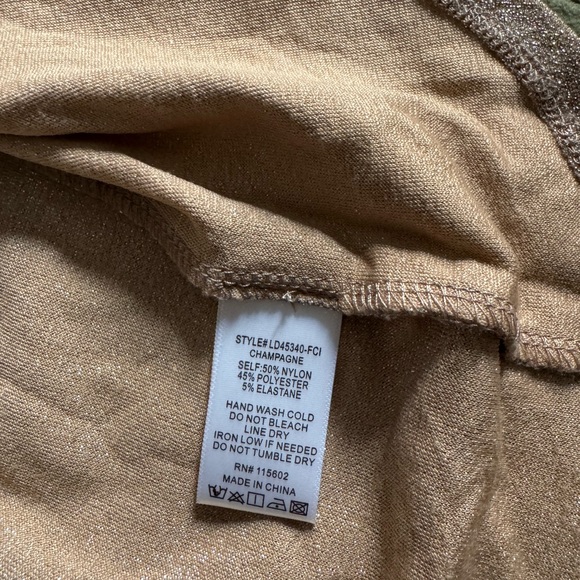 STYLE# LD45340-FCI
CHAMPAGNE
SELF:50% NYLON
45% POLYESTER
5% ELASTANE
HAND WASH COLD
DO NOT BLEACH
LINE DRY
IRON LOW IF NEEDED
DO NOT TUMBLE DRY
RN# 115602
MADE IN CHINA